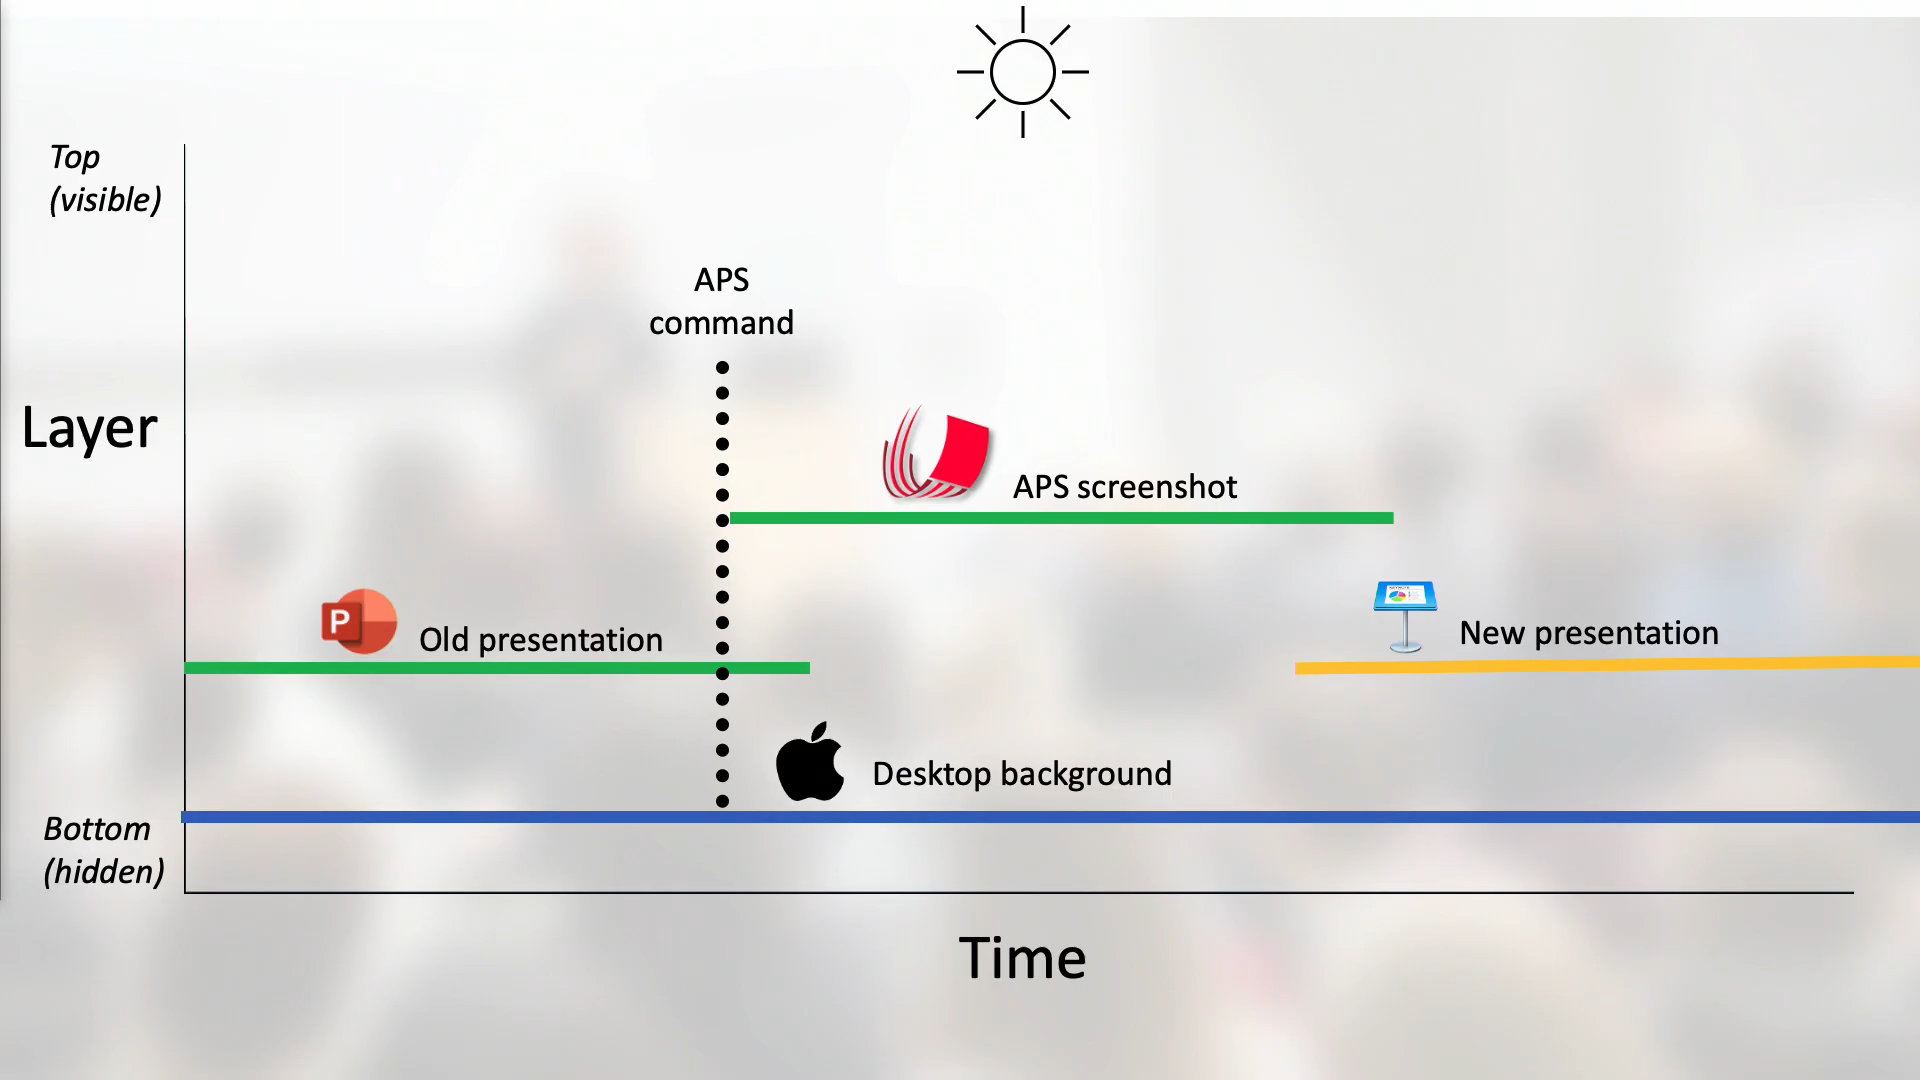 Top
(visible)
APS
command
Layer
APS screenshot
P
Old presentation
New presentation
Desktop background
Bottom
(hidden)
Time